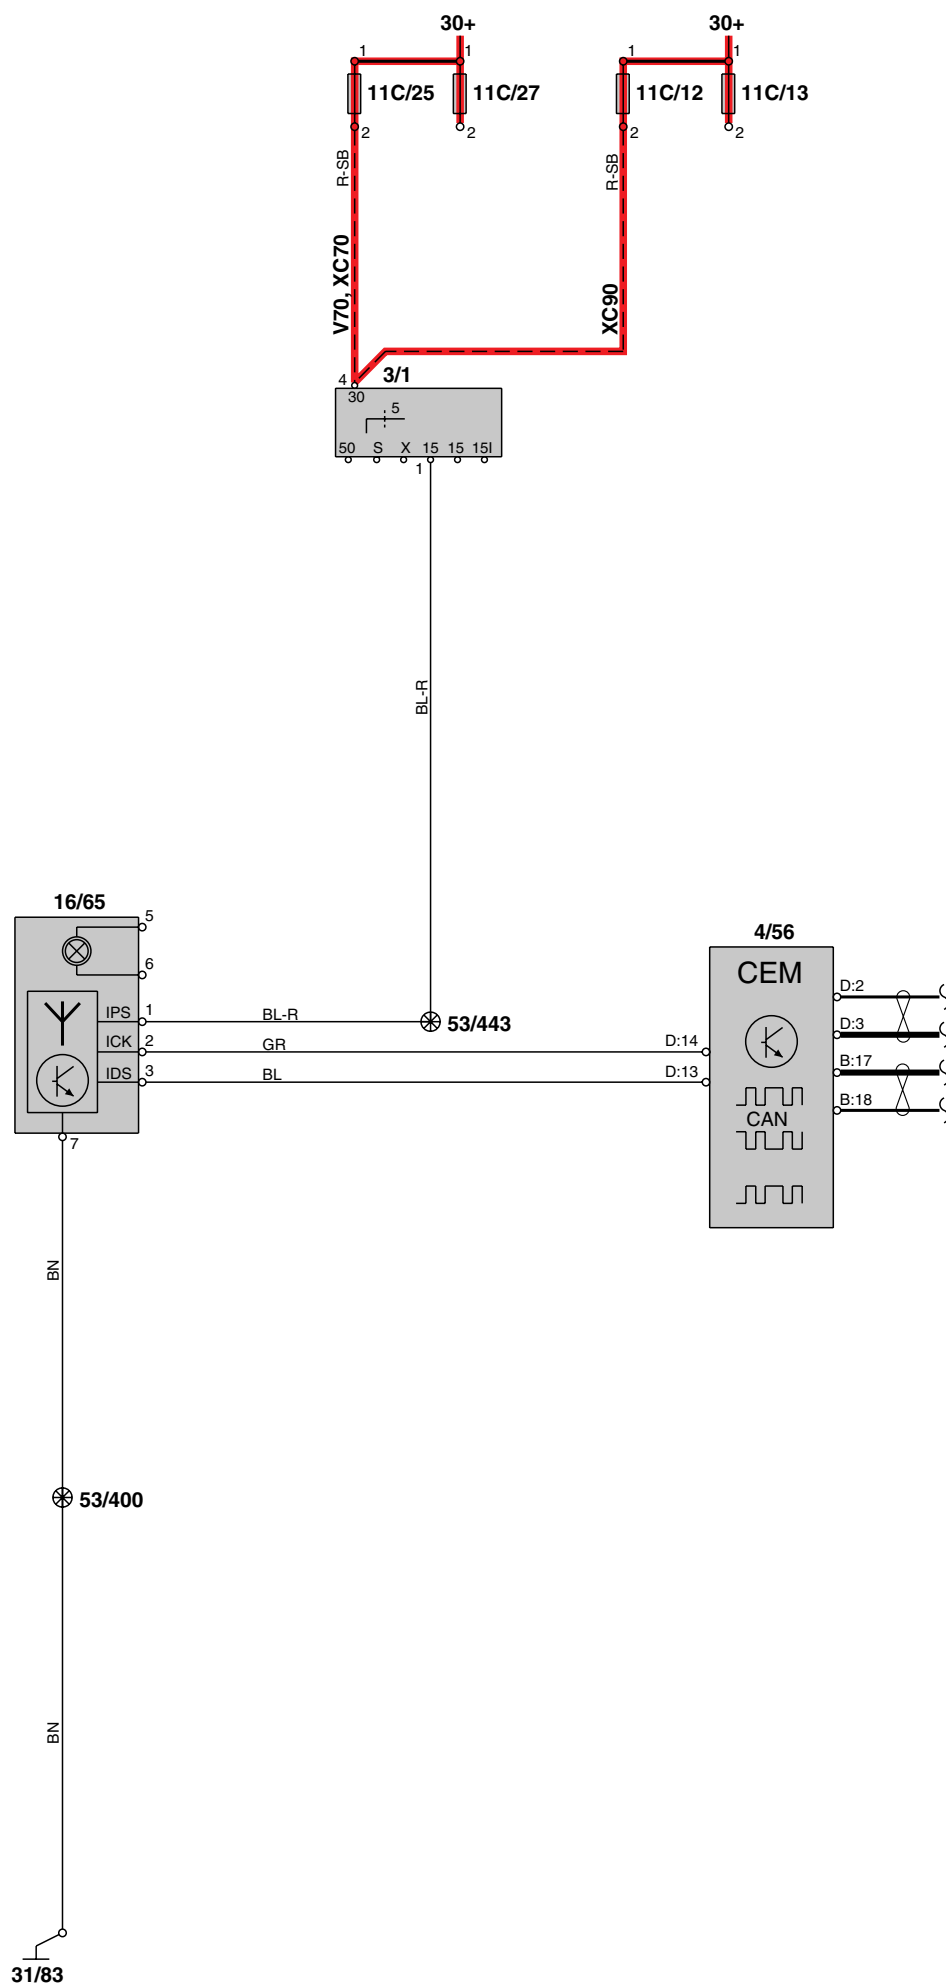 30+ 30+
1 1 1 1
11C/25 11C/27 11C/12 11C/13
2 2 2 2
R-SB R-SB
V70, XC70 XC90
4 3/1
30
5
50 S X 15 15 15I
1
BL-R
16/65
5
6
IPS 1 BL-R 53/443
ICK 2 GR D:14
IDS 3 BL D:13
7
4/56
CEM
D:2
D:3
B:17
B:18
CAN
BN
53/400
BN
31/83